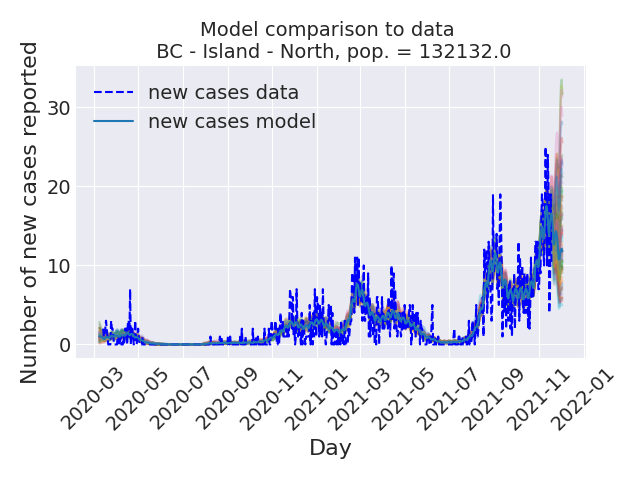 Model comparison to data
BC - Island - North, pop. = 132132.0
Number of new cases reported
30
20
10
0
new cases data
new cases model
2020-03
2020-05
2020-07
2020-09
2020-11
2021-01
2021-03
2021-05
2021-07
2021-09
2021-11
2022-01
Day